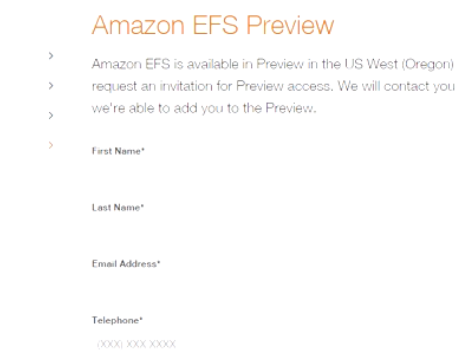 Amazon EFS Preview
Amazon EFS is available in Preview in the US West (Oregon)
request an invitation for Preview access. We will contact you
we're able to add you to the Preview.
First Name*
Last Name*
Email Address*
Telephone*
(XXX) XXX XXXX